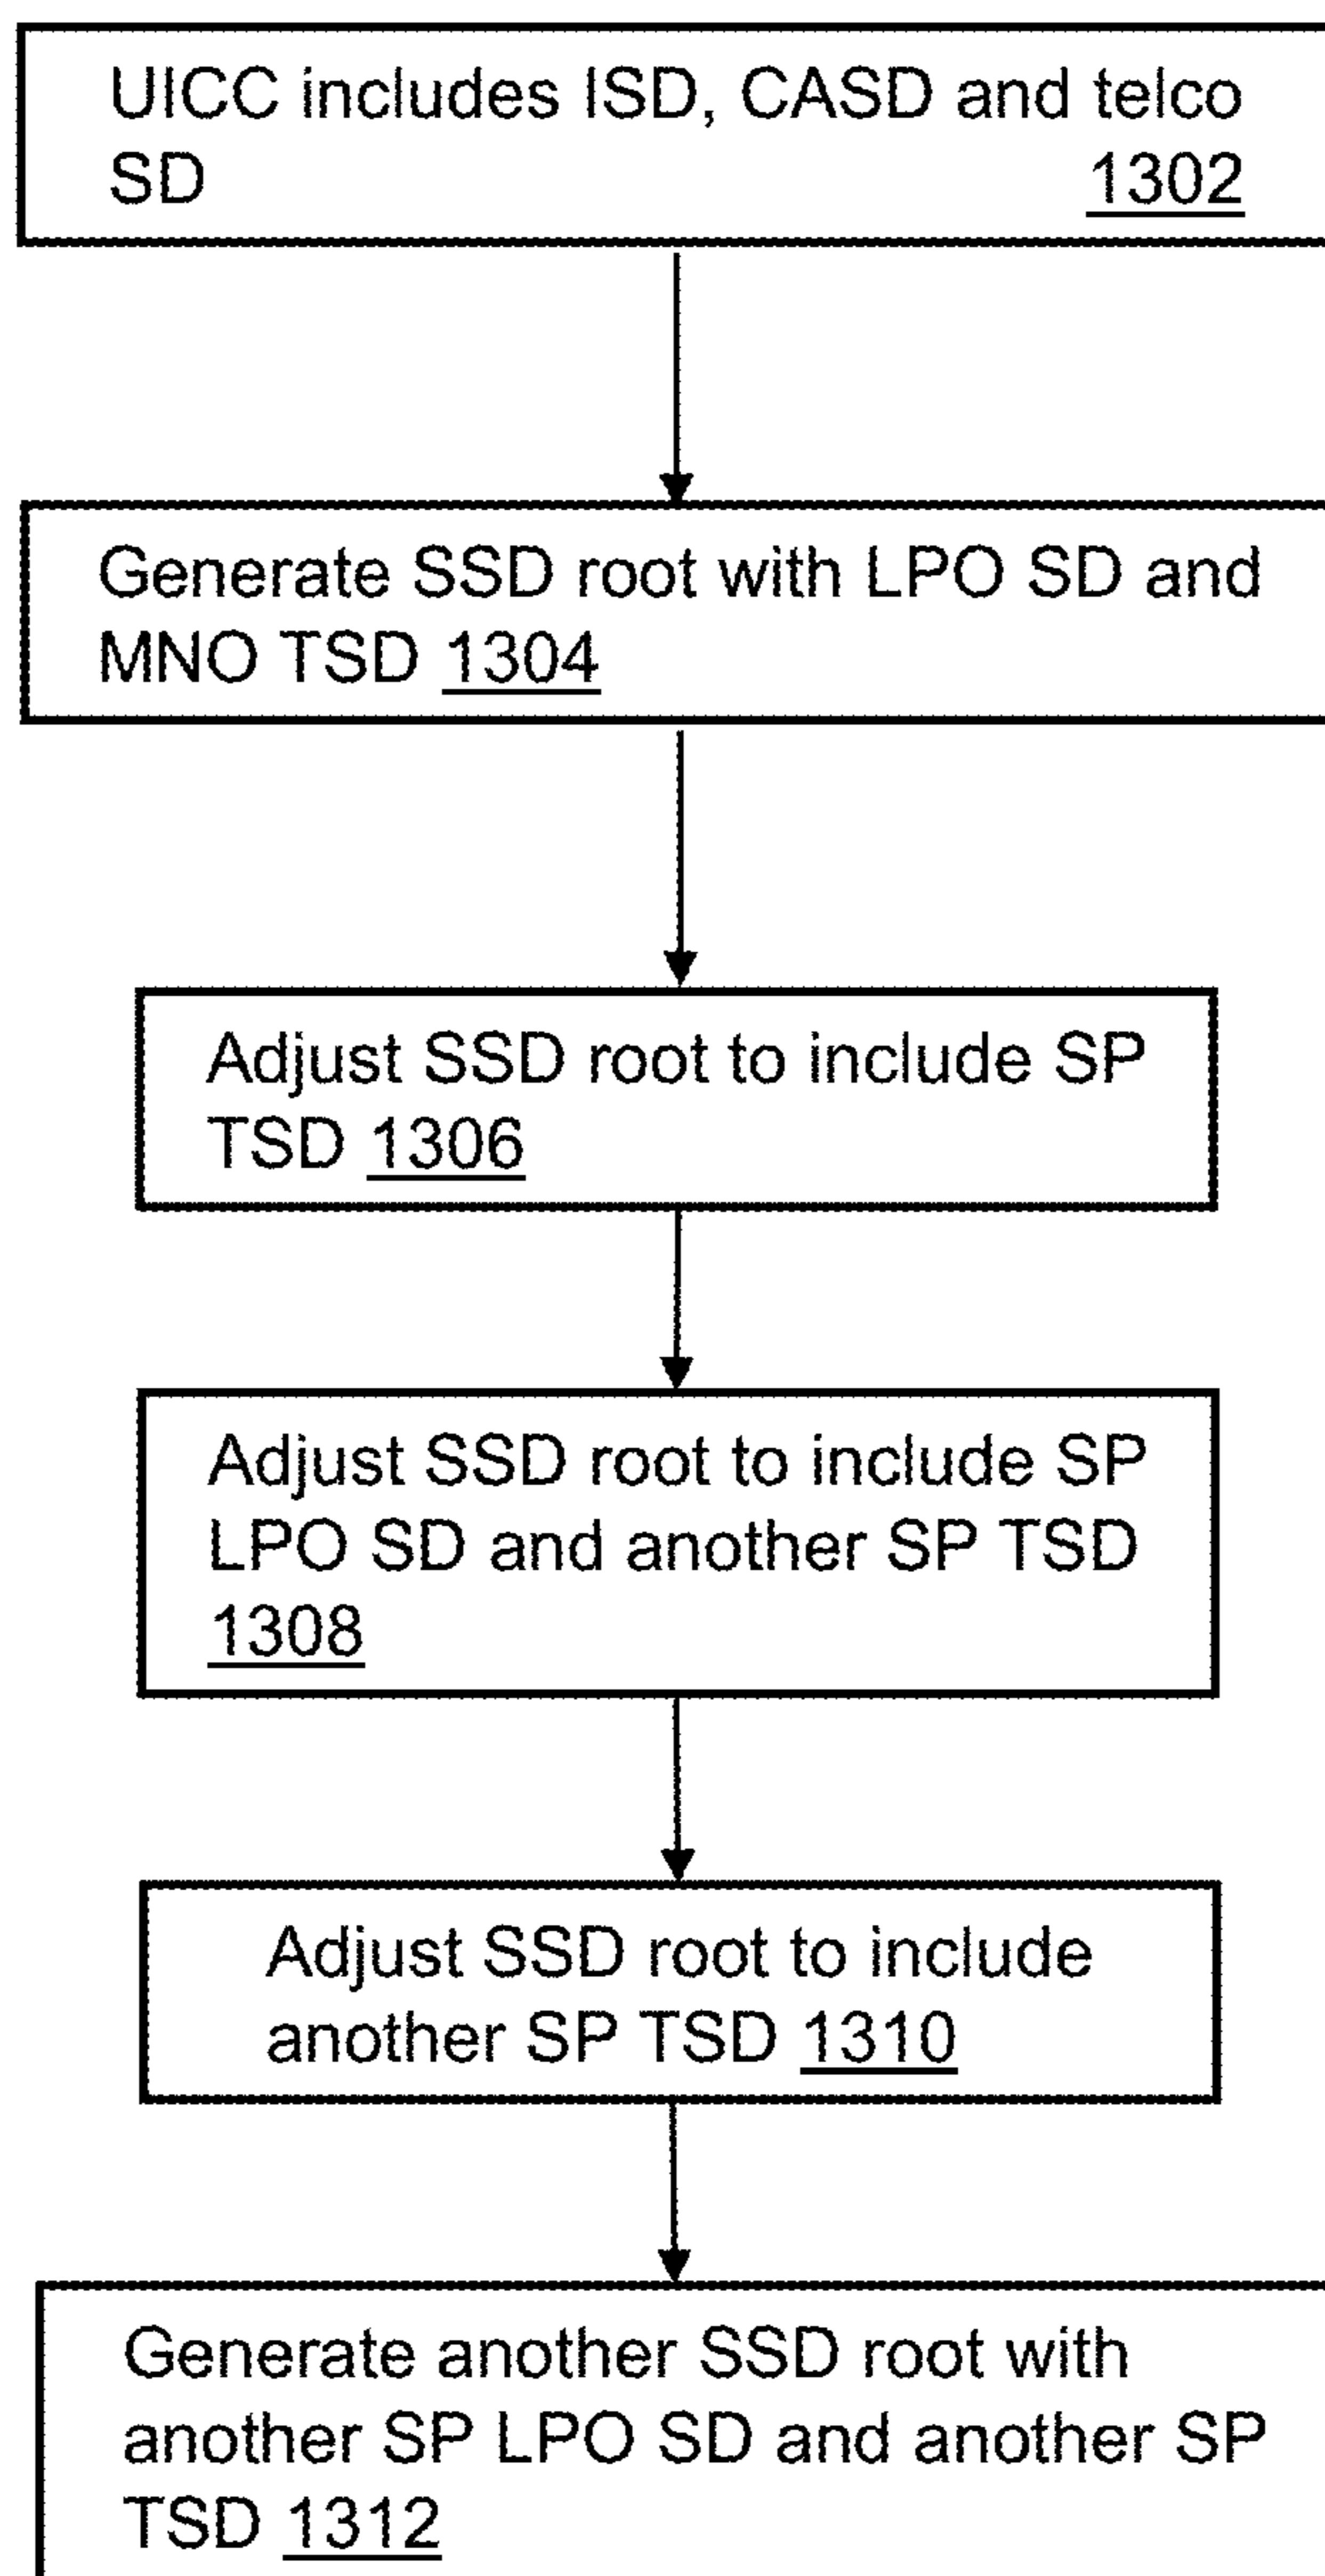 UICC includes ISD, CASD and telco
SD 1302
Generate SSD root with LPO SD and
MNO TSD 1304
Adjust SSD root to include SP
TSD 1306
Adjust SSD root to include SP
LPO SD and another SP TSD
1308
Adjust SSD root to include
another SP TSD 1310
Generate another SSD root with
another SP LPO SD and another SP
TSD 1312